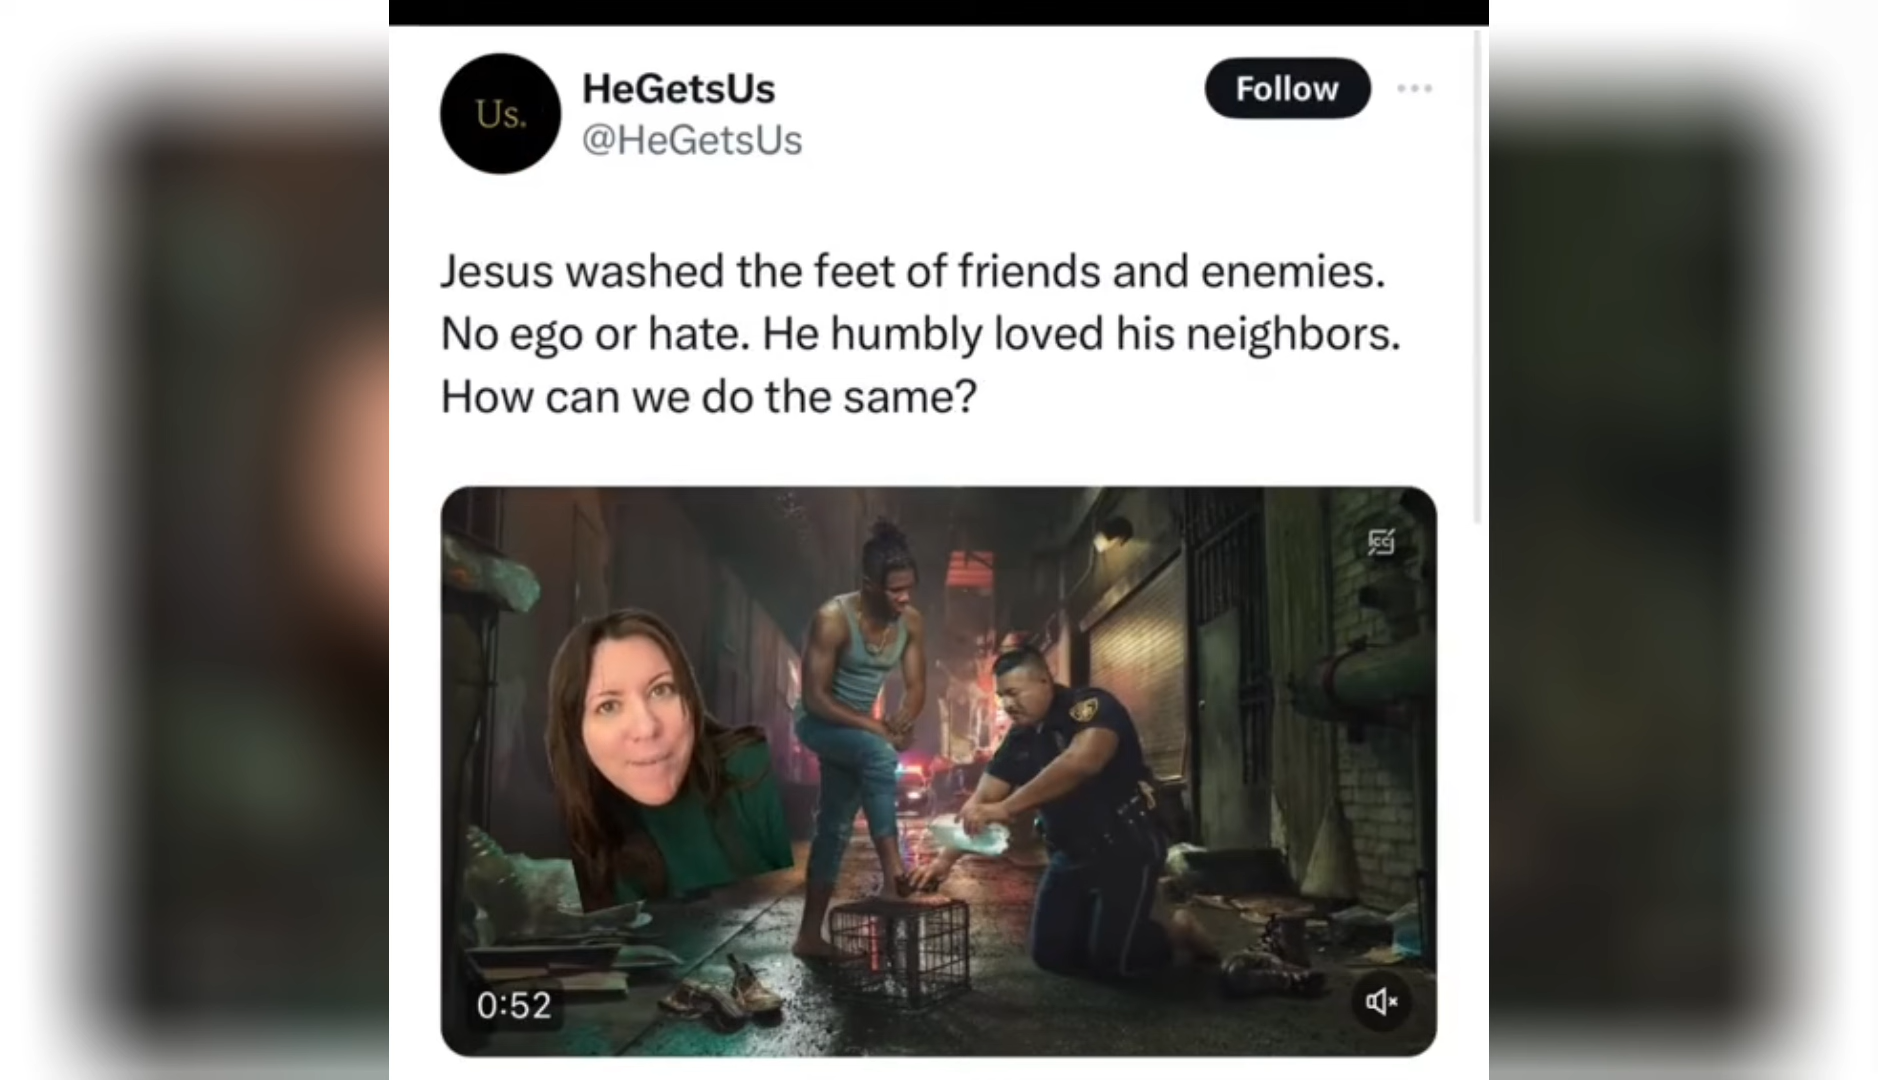 Us.
HeGetsUs
@HeGetsUs
Follow
Jesus washed the feet of friends and enemies.
No ego or hate. He humbly loved his neighbors.
How can we do the same?
CC
0:52